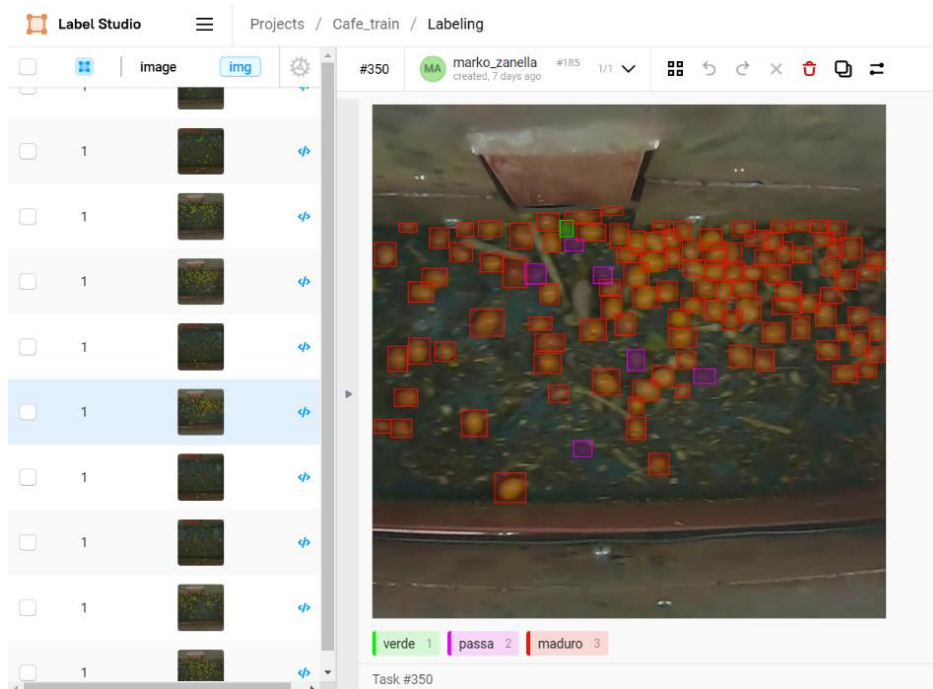 Label Studio
Projects / Cafe_train / Labeling
image img
#350 MA marko_zanella #185 1/1
created, 7 days ago
1
1
1
1
1
1
1
1
1
1
verde 1 passa 2 maduro 3
Task #350